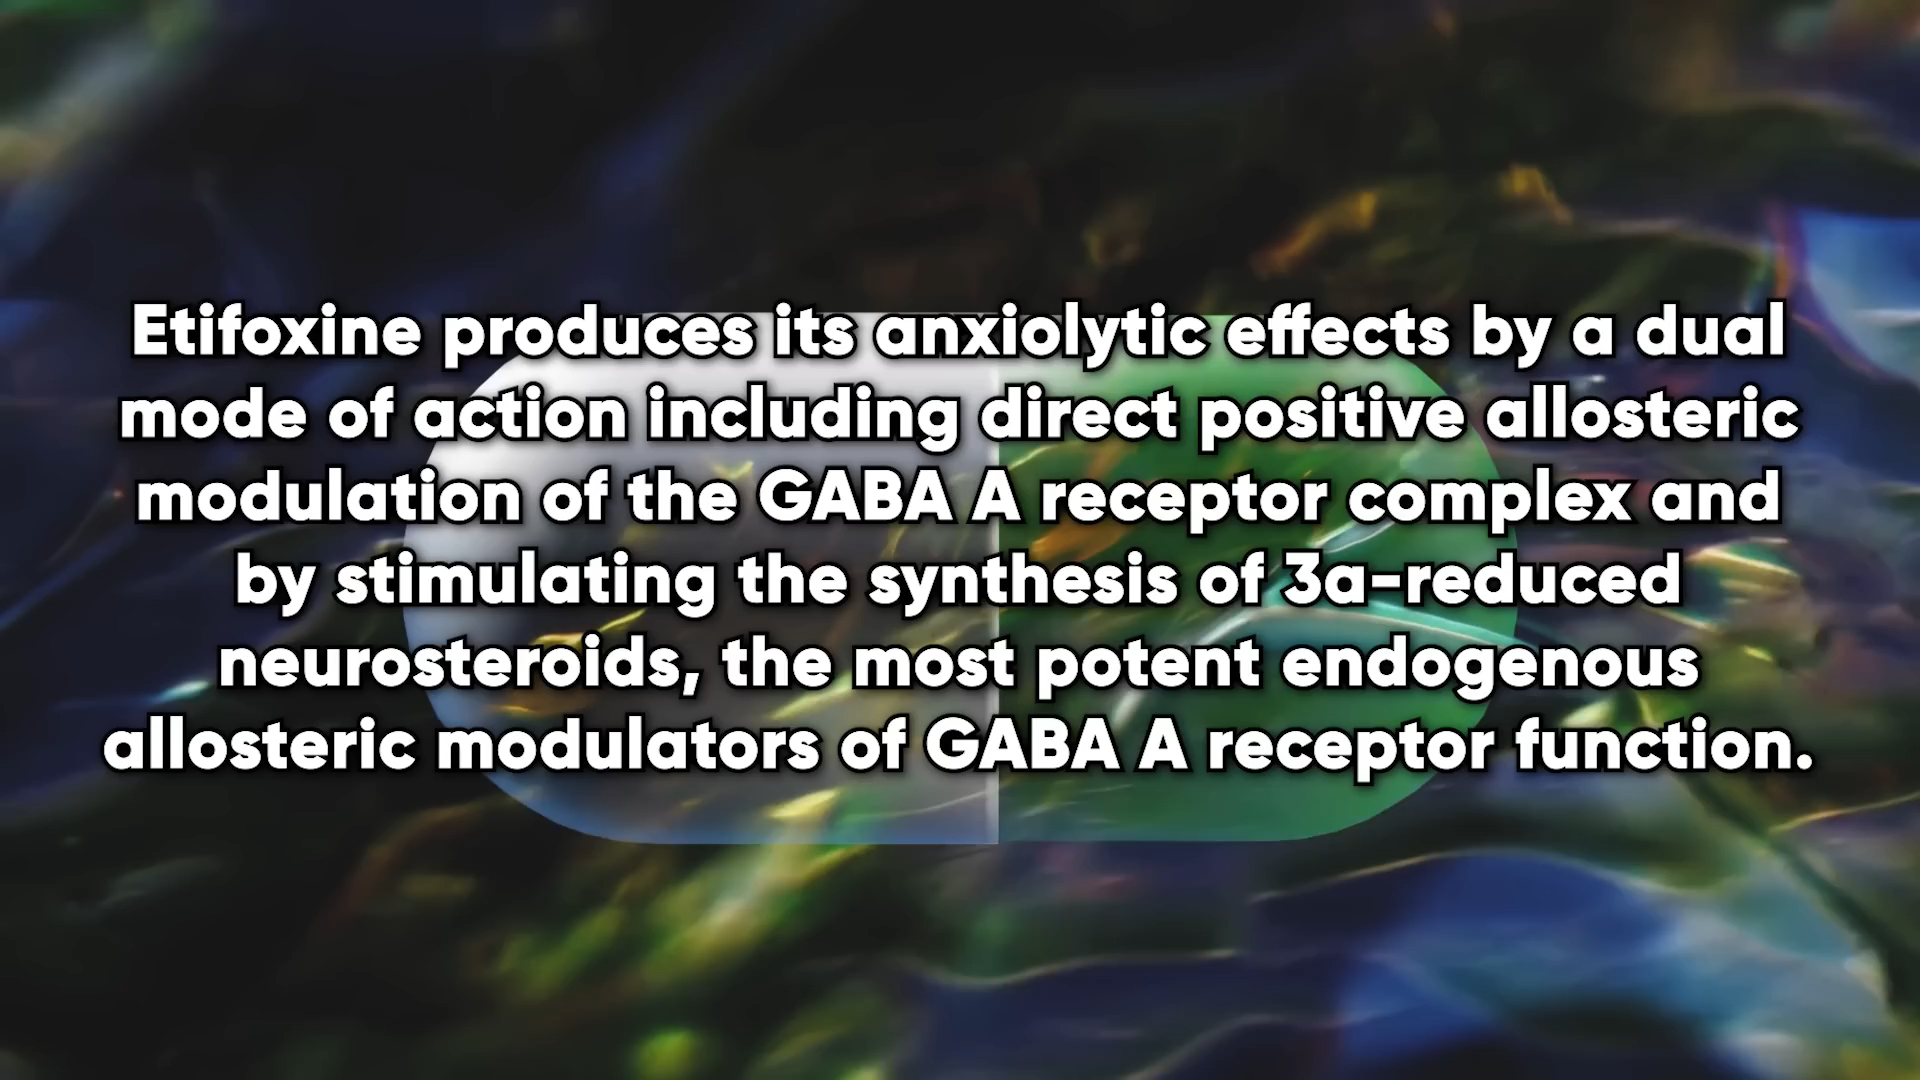 Etifoxine produces its anxiolytic effects by a dual
mode of action including direct positive allosteric
modulation of the GABA A receptor complex and
by stimulating the synthesis of 3a-reduced
neurosteroids, the most potent endogenous
allosteric modulators of GABA A receptor function.